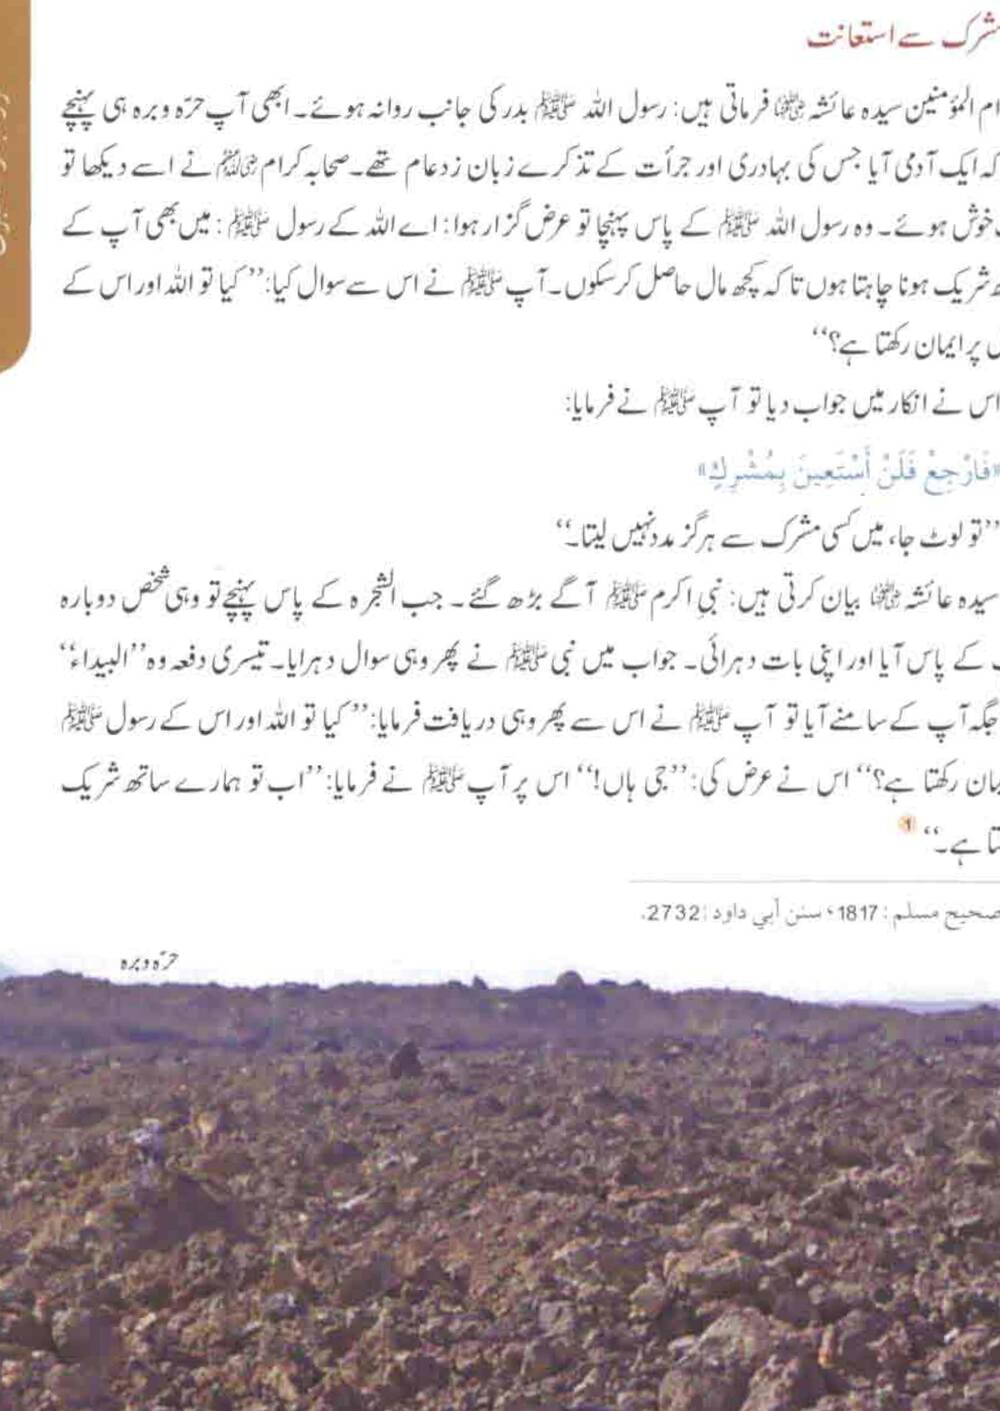 مشرک سے استعانت
ام المؤمنین سیدہ عائشہ رضی اللہ عنہا فرماتی ہیں: رسول اللہ ﷺ بدر کی جانب روانہ ہوئے۔ ابھی آپ حرّہ وبرہ ہی پہنچے
کہ ایک آدمی آیا جس کی بہادری اور جرأت کے تذکرے زبان زدعام تھے۔ صحابہ کرام رضی اللہ عنہم نے اسے دیکھا تو
خوش ہوئے۔ وہ رسول اللہ ﷺ کے پاس پہنچا تو عرض گزار ہوا: اے اللہ کے رسول ﷺ: میں بھی آپ کے
شریک ہونا چاہتا ہوں تاکہ کچھ مال حاصل کرسکوں۔ آپ ﷺ نے اس سے سوال کیا: ’’کیا تو اللہ اور اس کے
پر ایمان رکھتا ہے؟‘‘
اس نے انکار میں جواب دیا تو آپ ﷺ نے فرمایا:
«فَارْجِعْ فَلَنْ أَسْتَعِينَ بِمُشْرِكٍ»
’’تو لوٹ جا، میں کسی مشرک سے ہرگز مدد نہیں لیتا۔‘‘
سیدہ عائشہ رضی اللہ عنہا بیان کرتی ہیں: نبی اکرم ﷺ آگے بڑھ گئے۔ جب الشجرہ کے پاس پہنچے تو وہی شخص دوبارہ
کے پاس آیا اور اپنی بات دہرائی۔ جواب میں نبی ﷺ نے پھر وہی سوال دہرایا۔ تیسری دفعہ وہ ’’البیداء‘‘
جگہ آپ کے سامنے آیا تو آپ ﷺ نے اس سے پھر وہی دریافت فرمایا: ’’کیا تو اللہ اور اس کے رسول ﷺ
رکھتا ہے؟‘‘ اس نے عرض کی: ’’جی ہاں!‘‘ اس پر آپ ﷺ نے فرمایا: ’’اب تو ہمارے ساتھ شریک
ہے۔‘‘ ①
صحیح مسلم: 1817، سنن أبي داود: 2732.
حرّہ وبرہ